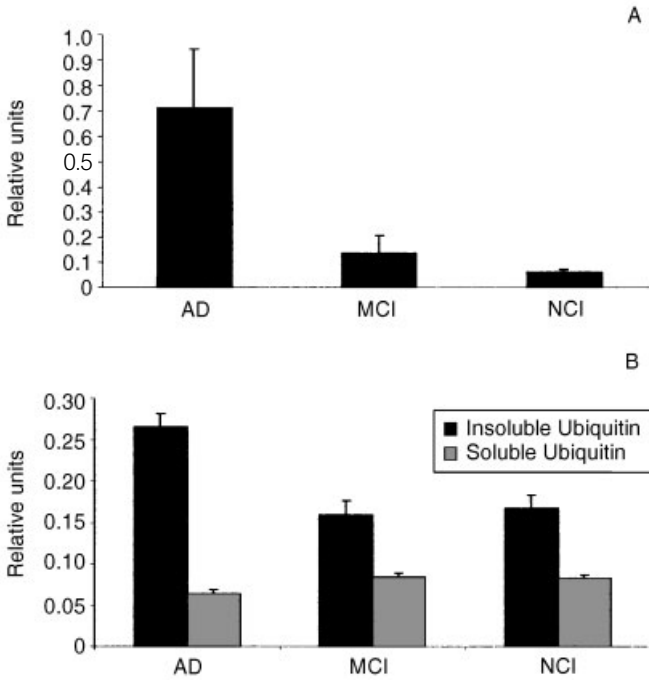 A
Relative units
1.0
0.9
0.8
0.7
0.6
0.5
0.4
0.3
0.2
0.1
0
AD MCI NCI
B
Relative units
0.30
0.25
0.20
0.15
0.10
0.05
0
Insoluble Ubiquitin
Soluble Ubiquitin
AD MCI NCI